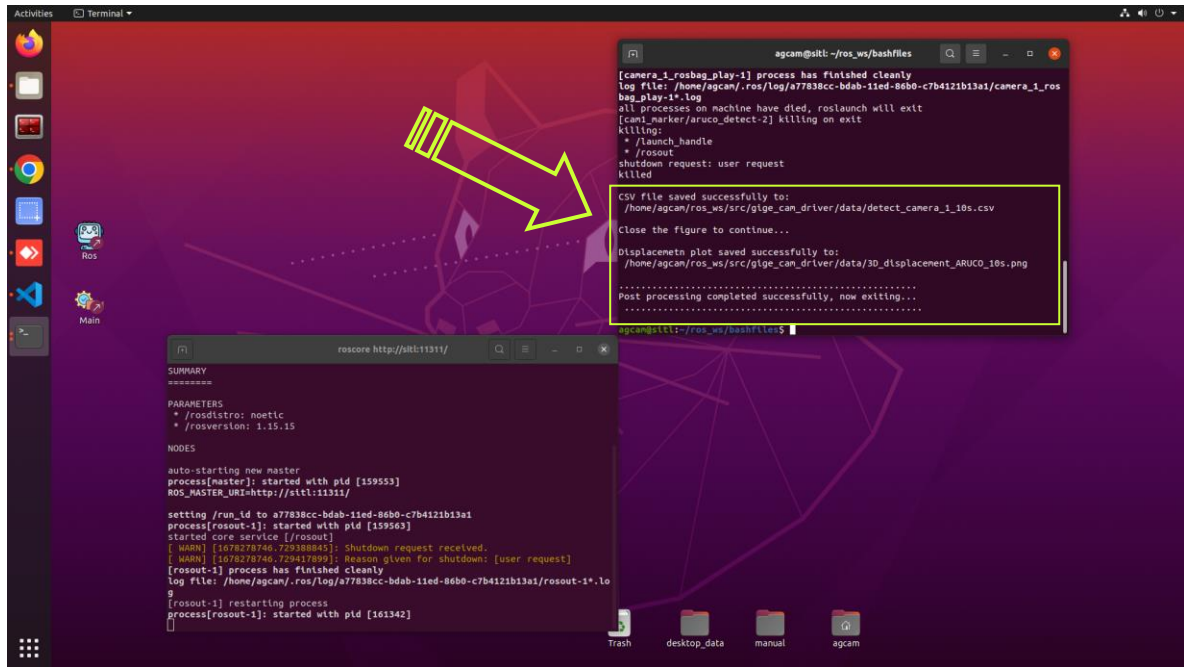 Activities
Terminal
agcam@sitl: ~/ros_ws/bashfiles
[camera_1_rosbag_play-1] process has finished cleanly
log file: /home/agcam/.ros/log/a77838cc-bdab-11ed-86b0-c7b4121b13a1/camera_1_ros
bag_play-1*.log
all processes on machine have died, roslaunch will exit
[cam1_marker/aruco_detect-2] killing on exit
killing:
* /launch_handle
* /rosout
shutdown request: user request
killed
CSV file saved successfully to:
/home/agcam/ros_ws/src/gige_cam_driver/data/detect_camera_1_10s.csv
Close the figure to continue...
Displacemetn plot saved successfully to:
/home/agcam/ros_ws/src/gige_cam_driver/data/3D_displacement_ARUCO_10s.png
......................................................
Post processing completed successfully, now exiting...
......................................................
agcam@sitl:~/ros_ws/bashfiles$
Ros
Main
roscore http://sitl:11311/
SUMMARY
========
PARAMETERS
* /rosdistro: noetic
* /rosversion: 1.15.15
NODES
auto-starting new master
process[master]: started with pid [159553]
ROS_MASTER_URI=http://sitl:11311/
setting /run_id to a77838cc-bdab-11ed-86b0-c7b4121b13a1
process[rosout-1]: started with pid [159563]
started core service [/rosout]
[ WARN] [1678278746.729388845]: Shutdown request received.
[ WARN] [1678278746.729417899]: Reason given for shutdown: [user request]
[rosout-1] process has finished cleanly
log file: /home/agcam/.ros/log/a77838cc-bdab-11ed-86b0-c7b4121b13a1/rosout-1*.lo
g
[rosout-1] restarting process
process[rosout-1]: started with pid [161342]
Trash
desktop_data
manual
agcam